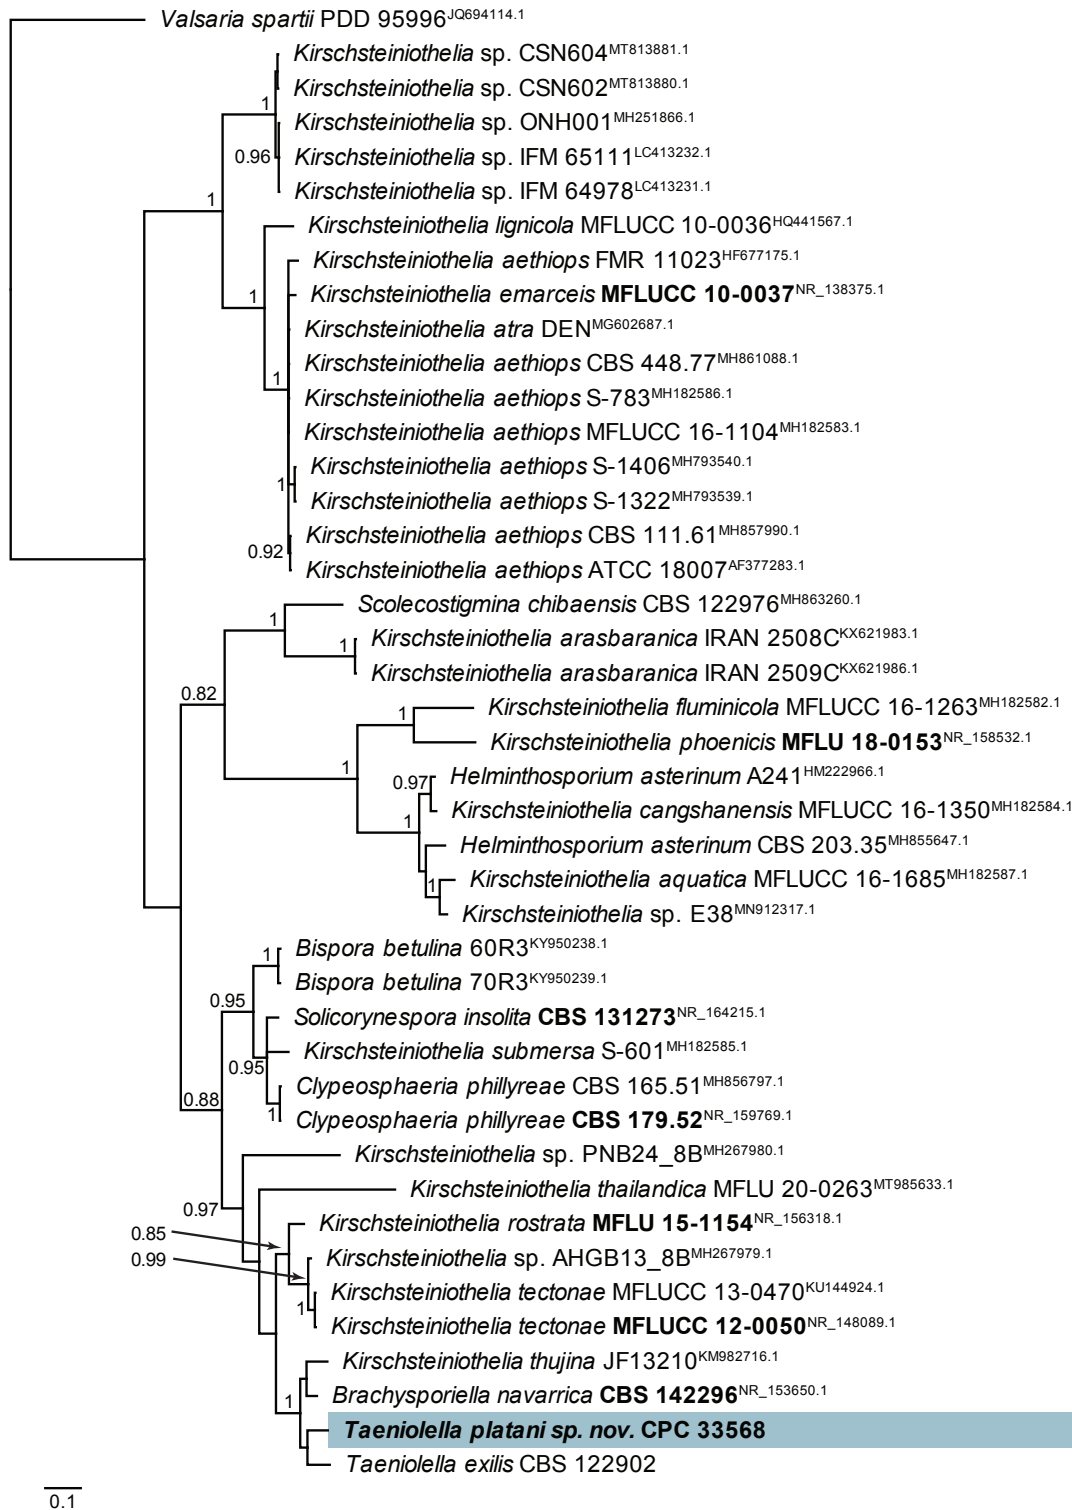 Valsaria spartii PDD 95996JQ694114.1
Kirschsteiniothelia sp. CSN604MT813881.1
Kirschsteiniothelia sp. CSN602MT813880.1
1
Kirschsteiniothelia sp. ONH001MH251866.1
0.96
Kirschsteiniothelia sp. IFM 65111LC413232.1
Kirschsteiniothelia sp. IFM 64978LC413231.1
1
Kirschsteiniothelia lignicola MFLUCC 10-0036HQ441567.1
Kirschsteiniothelia aethiops FMR 11023HF677175.1
1
Kirschsteiniothelia emarceis MFLUCC 10-0037NR_138375.1
Kirschsteiniothelia atra DENMG602687.1
Kirschsteiniothelia aethiops CBS 448.77MH861088.1
1
Kirschsteiniothelia aethiops S-783MH182586.1
Kirschsteiniothelia aethiops MFLUCC 16-1104MH182583.1
Kirschsteiniothelia aethiops S-1406MH793540.1
1
Kirschsteiniothelia aethiops S-1322MH793539.1
Kirschsteiniothelia aethiops CBS 111.61MH857990.1
0.92
Kirschsteiniothelia aethiops ATCC 18007AF377283.1
Scolecostigmina chibaensis CBS 122976MH863260.1
1
Kirschsteiniothelia arasbaranica IRAN 2508CKX621983.1
1
Kirschsteiniothelia arasbaranica IRAN 2509CKX621986.1
0.82
Kirschsteiniothelia fluminicola MFLUCC 16-1263MH182582.1
1
Kirschsteiniothelia phoenicis MFLU 18-0153NR_158532.1
1
Helminthosporium asterinum A241HM222966.1
0.97
Kirschsteiniothelia cangshanensis MFLUCC 16-1350MH182584.1
1
Helminthosporium asterinum CBS 203.35MH855647.1
Kirschsteiniothelia aquatica MFLUCC 16-1685MH182587.1
1
Kirschsteiniothelia sp. E38MN912317.1
Bispora betulina 60R3KY950238.1
1
Bispora betulina 70R3KY950239.1
0.95
Solicorynespora insolita CBS 131273NR_164215.1
Kirschsteiniothelia submersa S-601MH182585.1
0.95
Clypeosphaeria phillyreae CBS 165.51MH856797.1
0.88
1
Clypeosphaeria phillyreae CBS 179.52NR_159769.1
Kirschsteiniothelia sp. PNB24_8BMH267980.1
Kirschsteiniothelia thailandica MFLU 20-0263MT985633.1
0.97
Kirschsteiniothelia rostrata MFLU 15-1154NR_156318.1
0.85
Kirschsteiniothelia sp. AHGB13_8BMH267979.1
0.99
Kirschsteiniothelia tectonae MFLUCC 13-0470KU144924.1
1
Kirschsteiniothelia tectonae MFLUCC 12-0050NR_148089.1
Kirschsteiniothelia thujina JF13210KM982716.1
1
Brachysporiella navarrica CBS 142296NR_153650.1
Taeniolella platani sp. nov. CPC 33568
Taeniolella exilis CBS 122902
0.1